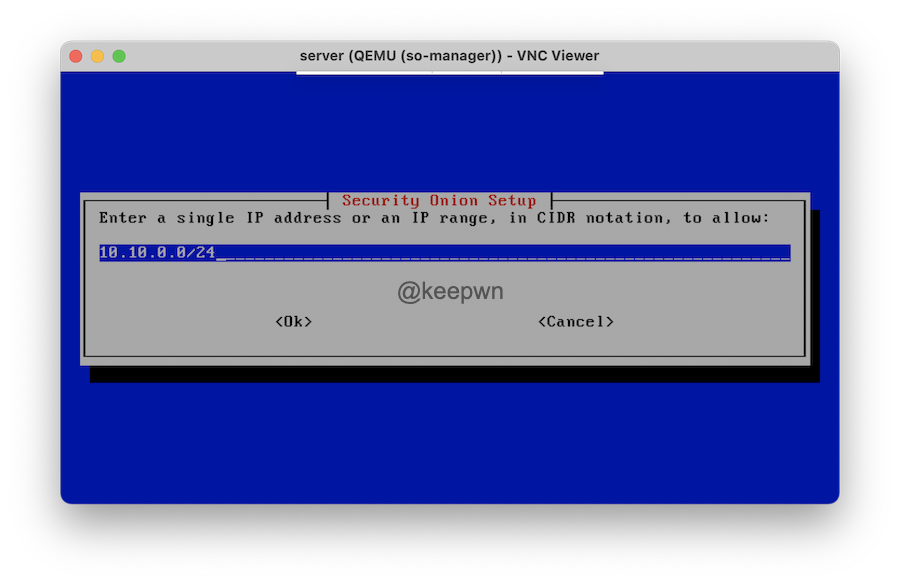 server (QEMU (so-manager)) - VNC Viewer
Security Onion Setup
Enter a single IP address or an IP range, in CIDR notation, to allow:
10.10.0.0/24
@keepwn
<Ok> <Cancel>